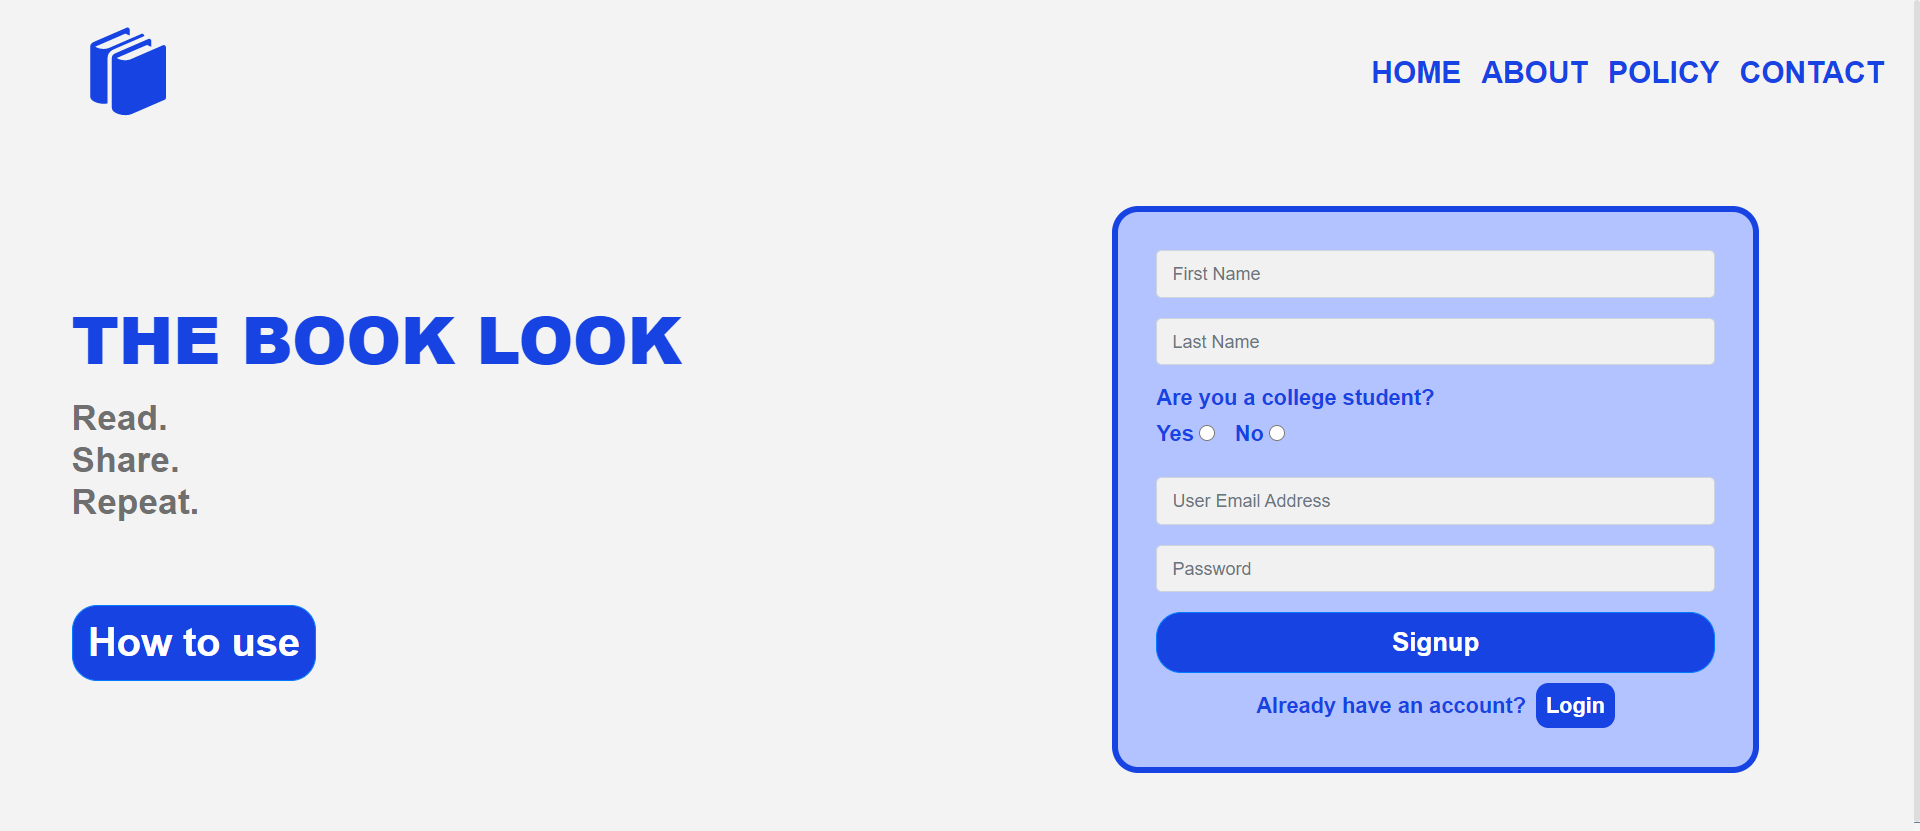 HOME ABOUT POLICY CONTACT
THE BOOK LOOK
Read.
Share.
Repeat.
How to use
First Name
Last Name
Are you a college student?
Yes No
User Email Address
Password
Signup
Already have an account? Login